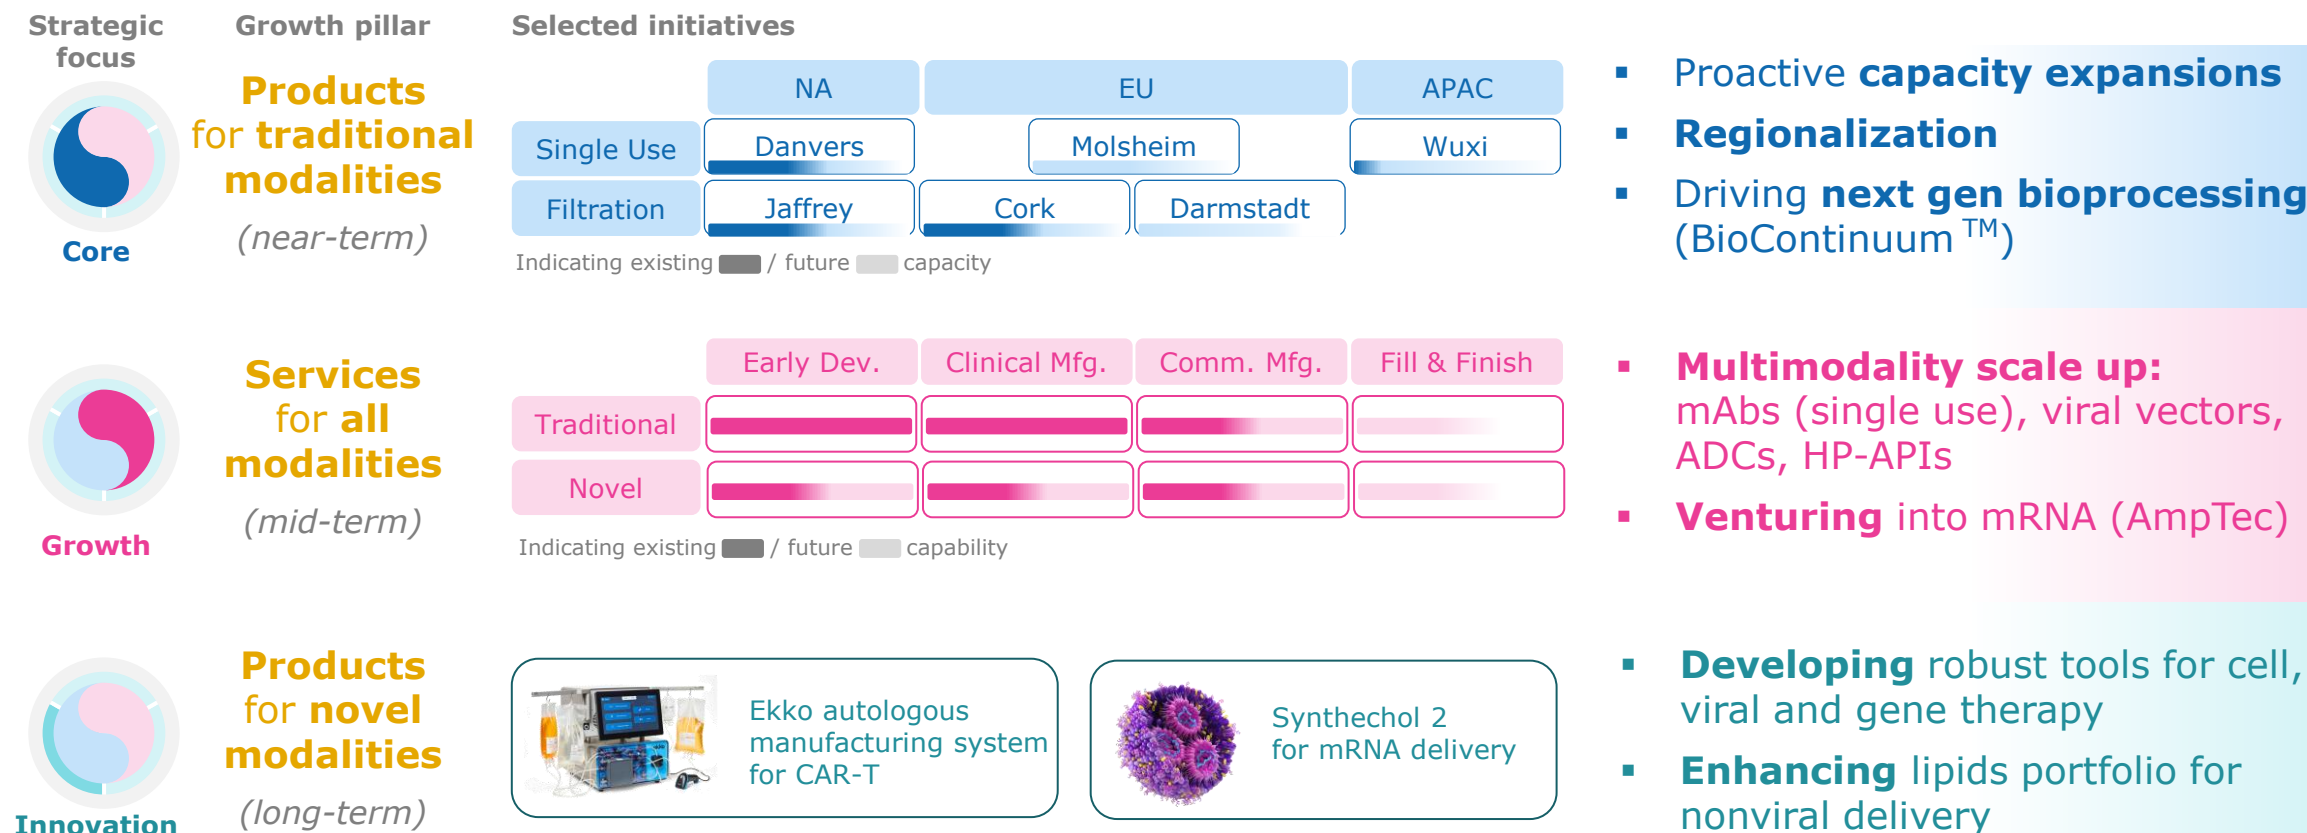 Strategic
focus
Growth pillar
Selected initiatives
Products
for traditional
modalities
(near-term)
Core
NA
EU
APAC
Single Use
Danvers
Molsheim
Wuxi
Filtration
Jaffrey
Cork
Darmstadt
Indicating existing / future capacity
▪ Proactive capacity expansions
▪ Regionalization
▪ Driving next gen bioprocessing
(BioContinuum TM)
Services
for all
modalities
(mid-term)
Growth
Early Dev.
Clinical Mfg.
Comm. Mfg.
Fill & Finish
Traditional
Novel
Indicating existing / future capability
▪ Multimodality scale up:
mAbs (single use), viral vectors,
ADCs, HP-APIs
▪ Venturing into mRNA (AmpTec)
Products
for novel
modalities
(long-term)
Innovation
Ekko autologous
manufacturing system
for CAR-T
Synthechol 2
for mRNA delivery
▪ Developing robust tools for cell,
viral and gene therapy
▪ Enhancing lipids portfolio for
nonviral delivery